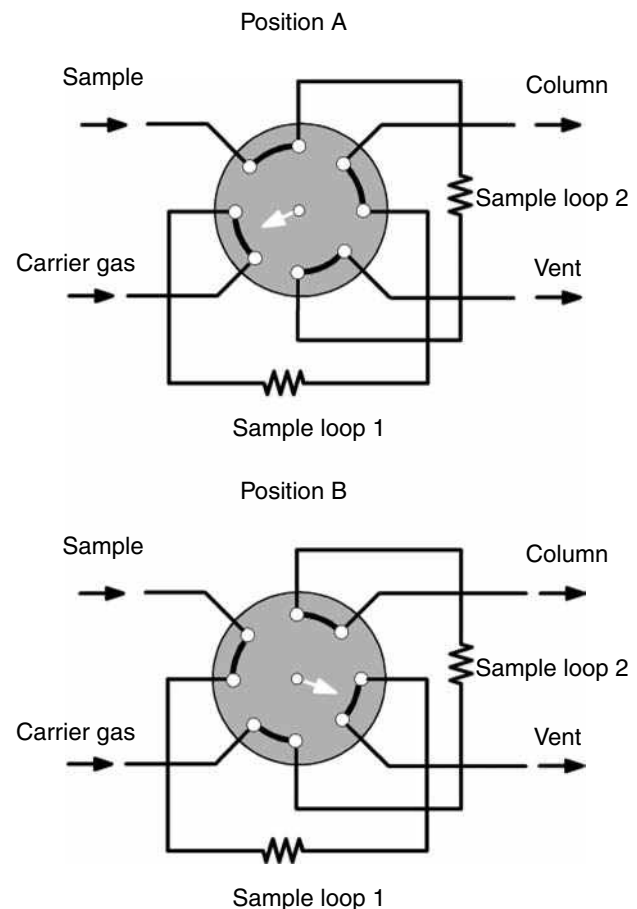 Position A
Sample
Column
Sample loop 2
Carrier gas
Vent
Sample loop 1
Position B
Sample
Column
Sample loop 2
Carrier gas
Vent
Sample loop 1